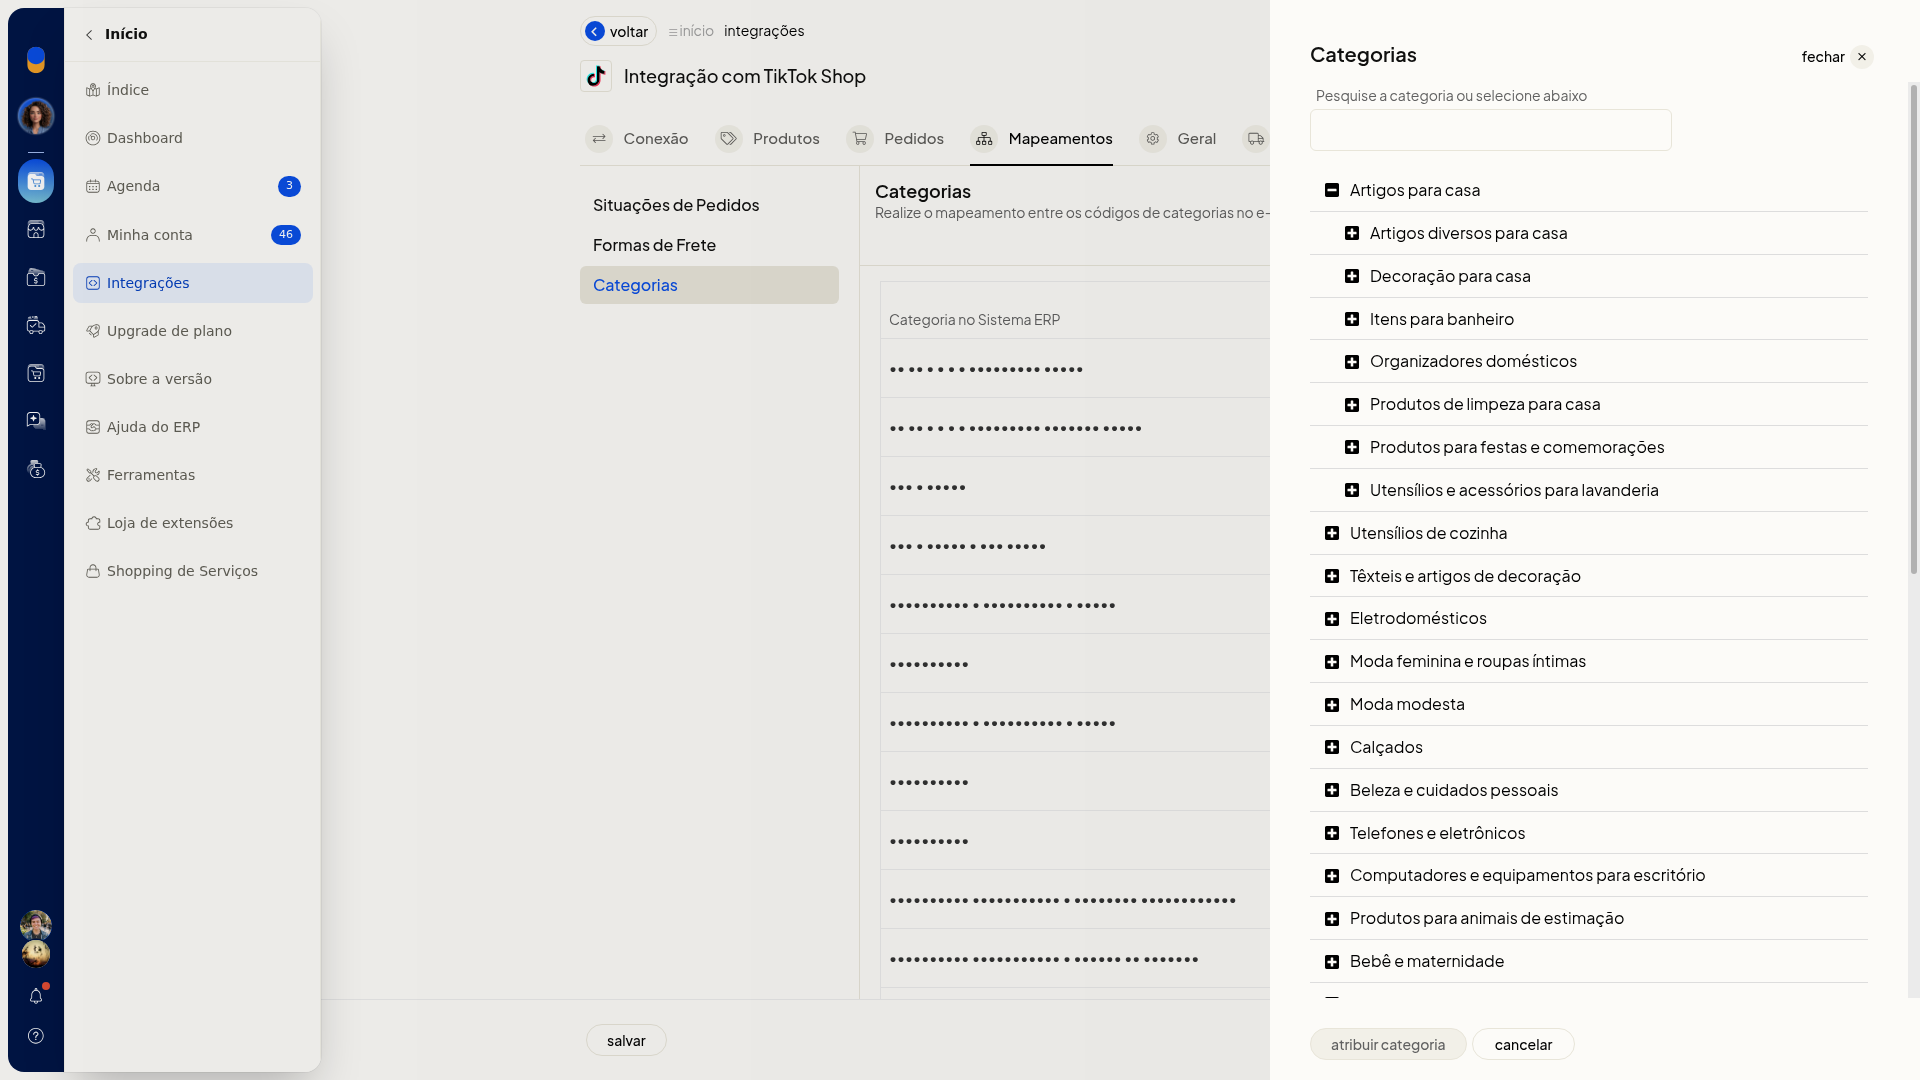 Início
Índice
Dashboard
Agenda
3
Minha conta
46
Integrações
Upgrade de plano
Sobre a versão
Ajuda do ERP
Ferramentas
Loja de extensões
Shopping de Serviços
voltar
início
integrações
Integração com TikTok Shop
Conexão
Produtos
Pedidos
Mapeamentos
Geral
Situações de Pedidos
Formas de Frete
Categorias
Categorias
Realize o mapeamento entre os códigos de categorias no e-
Categoria no Sistema ERP
salvar
Categorias
fechar
Pesquise a categoria ou selecione abaixo
Artigos para casa
Artigos diversos para casa
Decoração para casa
Itens para banheiro
Organizadores domésticos
Produtos de limpeza para casa
Produtos para festas e comemorações
Utensílios e acessórios para lavanderia
Utensílios de cozinha
Têxteis e artigos de decoração
Eletrodomésticos
Moda feminina e roupas íntimas
Moda modesta
Calçados
Beleza e cuidados pessoais
Telefones e eletrônicos
Computadores e equipamentos para escritório
Produtos para animais de estimação
Bebê e maternidade
atribuir categoria
cancelar